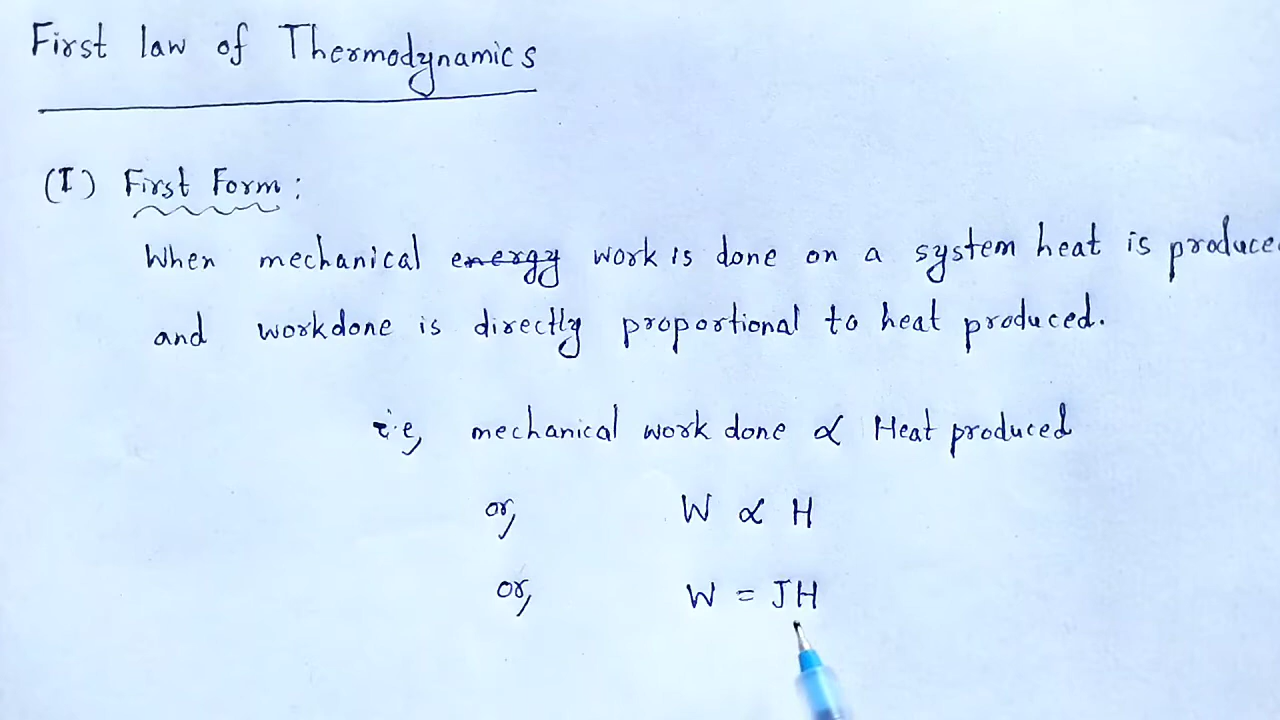 First law of Thermodynamics
(I) First Form :
When mechanical energy work is done on a system heat is produce
and workdone is directly proportional to heat produced.
i.e, mechanical work done ∝ Heat produced
or, W ∝ H
or, W = JH